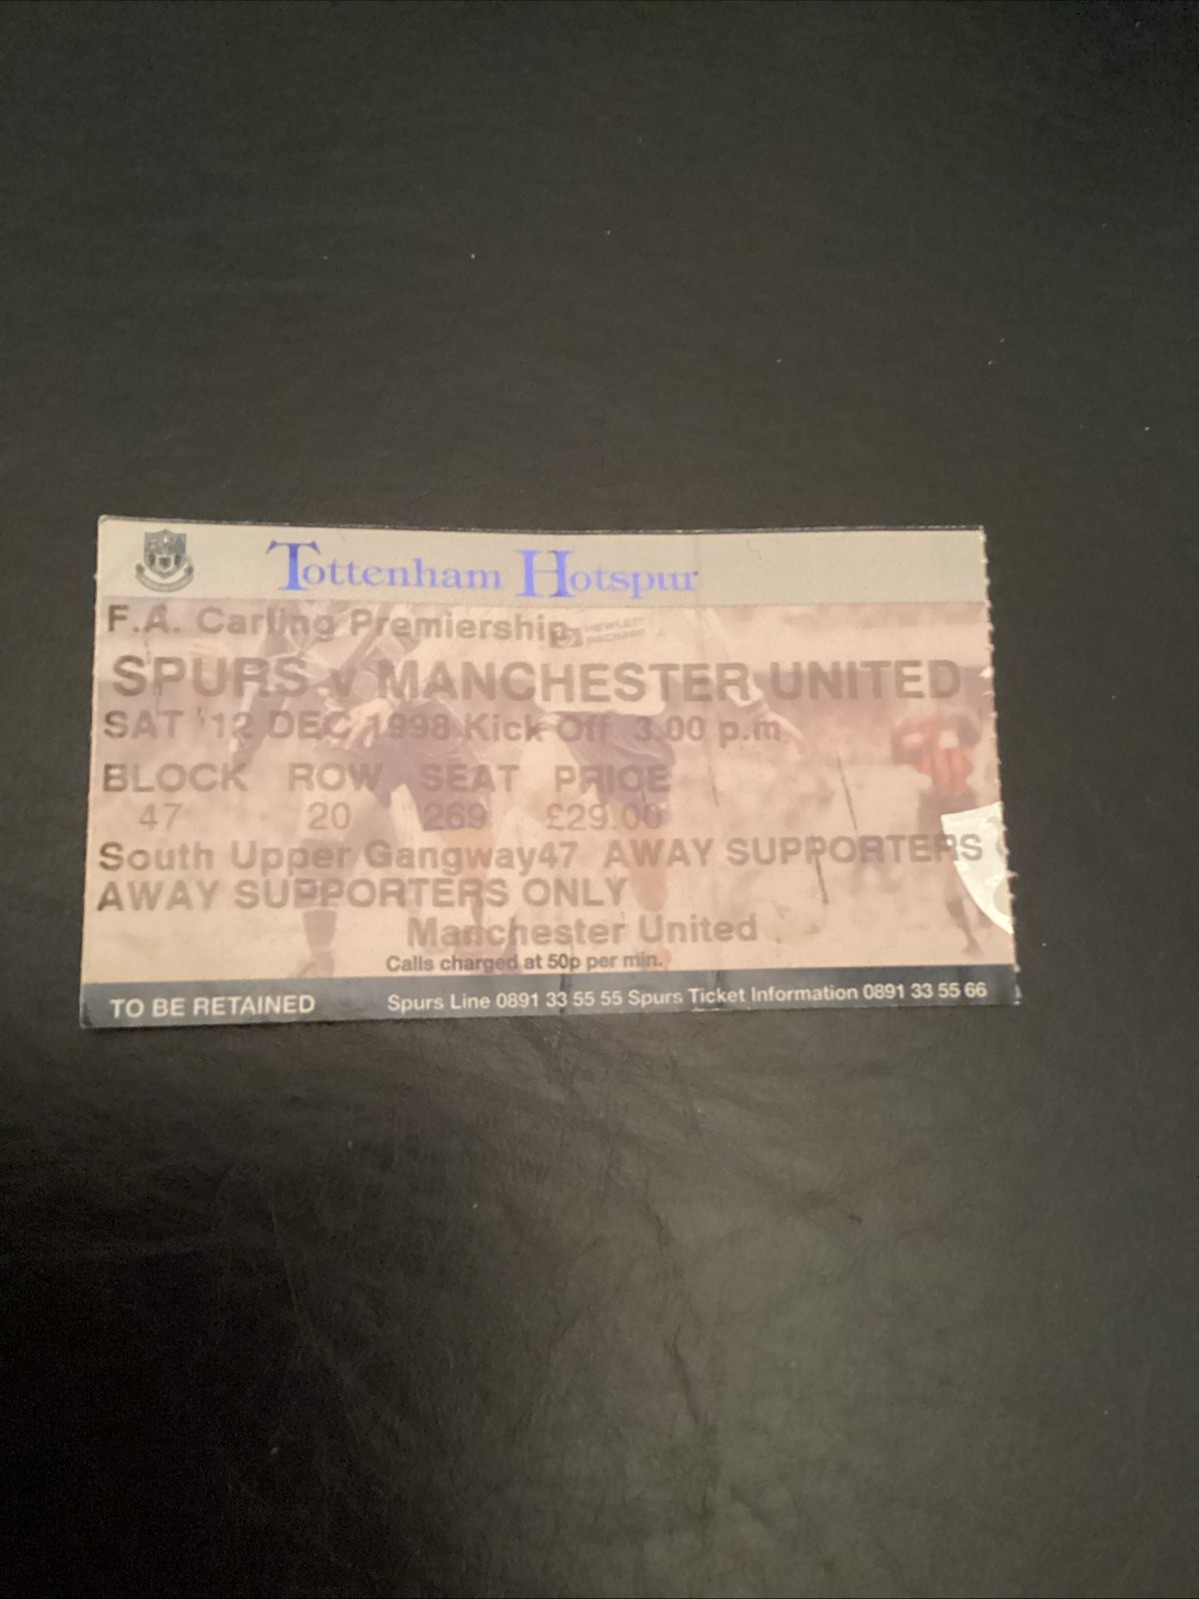 Tottenham Hotspur
F.A. Carling Premiership
HEWLETT
PACKARD
SPURS v MANCHESTER UNITED
SAT 12 DEC 1998 Kick Off 3.00 p.m
BLOCK ROW SEAT PRICE
47 20 269 £29.00
South Upper Gangway47 AWAY SUPPORTERS
AWAY SUPPORTERS ONLY
Manchester United
Calls charged at 50p per min.
TO BE RETAINED Spurs Line 0891 33 55 55 Spurs Ticket Information 0891 33 55 66